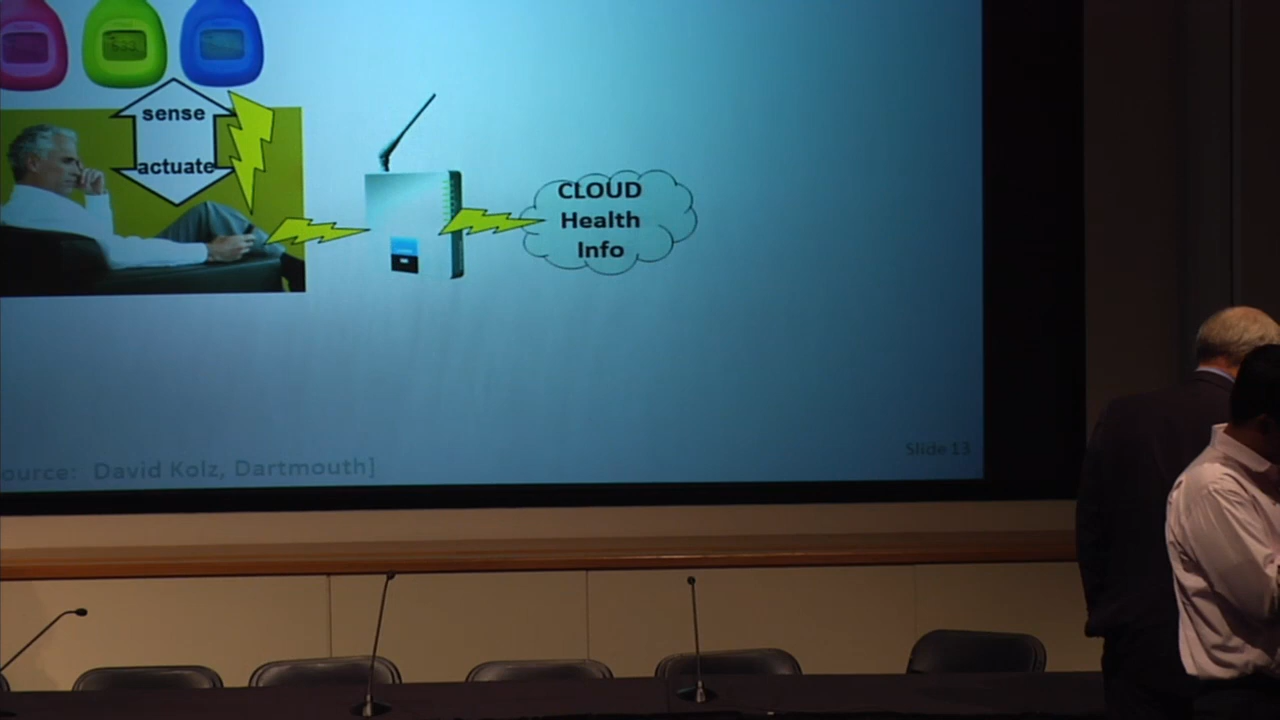 sense
actuate
CLOUD
Health
Info
ource: David Kolz, Dartmouth]
Slide 13